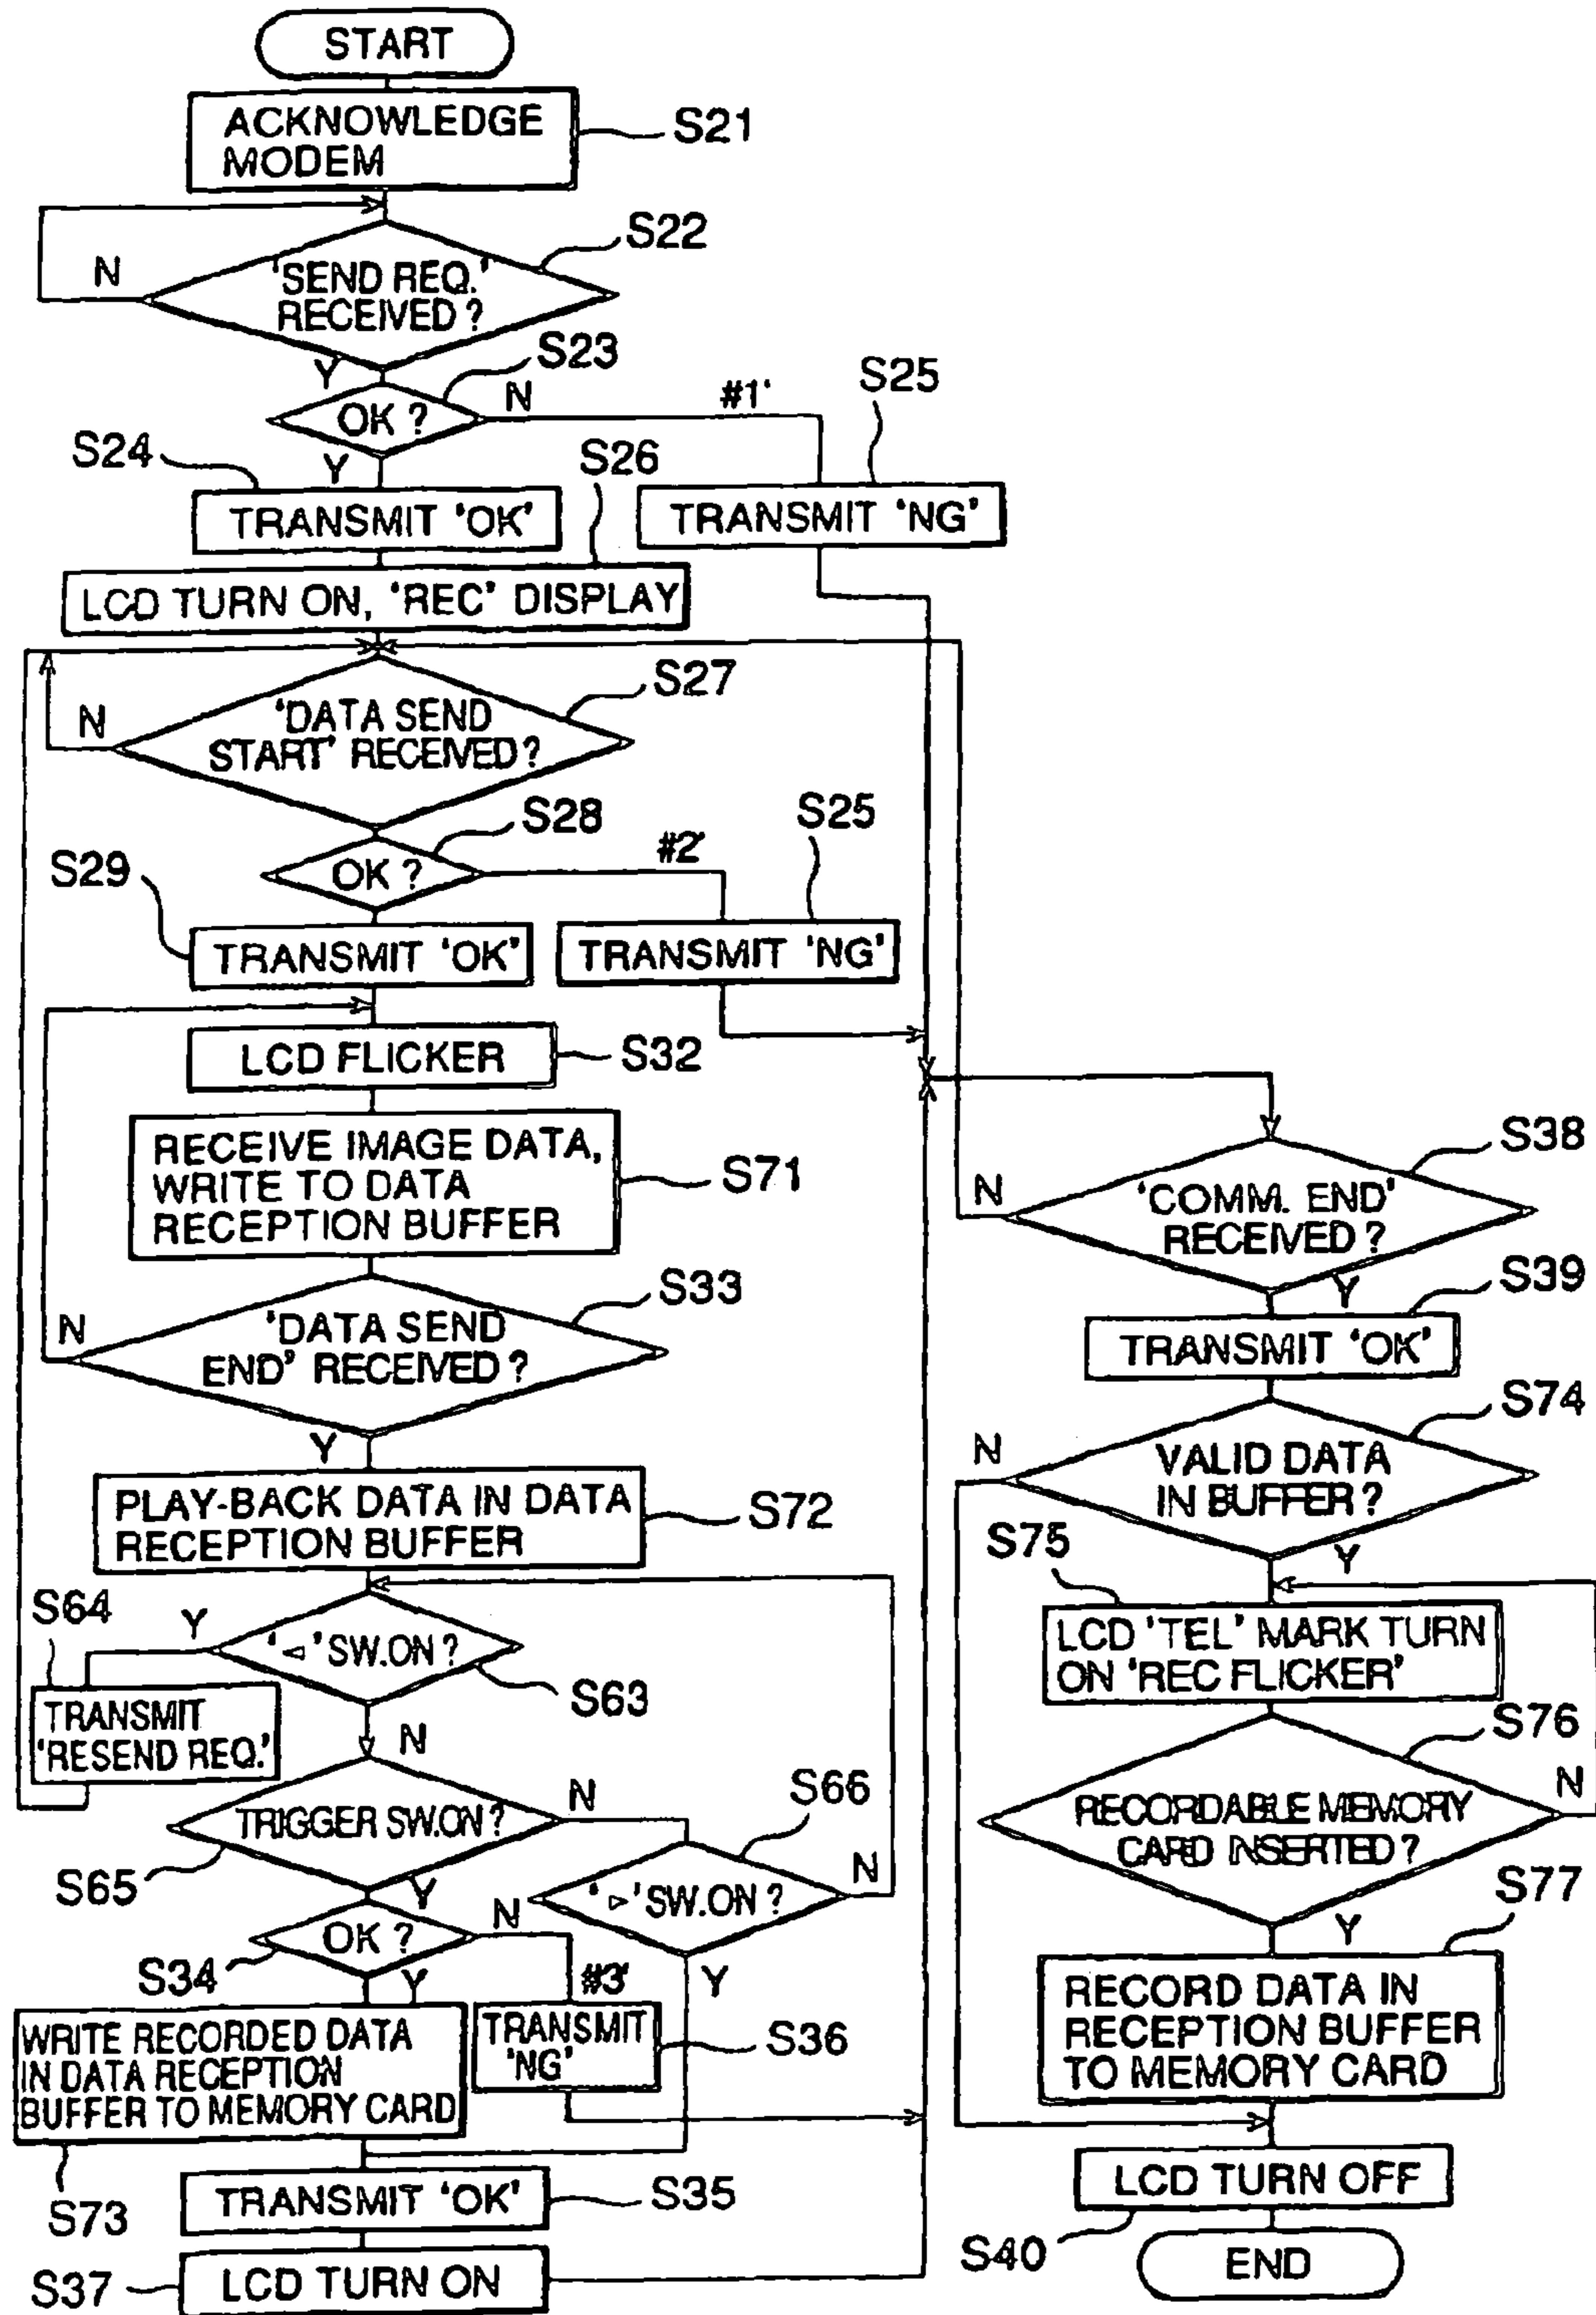 START
ACKNOWLEDGE
MODEM
S21
S22
N
'SEND REQ.'
RECEIVED ?
Y
S23
OK ?
N
#1'
S25
S24
Y
S26
TRANSMIT 'OK'
TRANSMIT 'NG'
LCD TURN ON, 'REC' DISPLAY
S27
N
'DATA SEND
START' RECEIVED ?
S28
OK ?
#2'
S25
S29
TRANSMIT 'OK'
TRANSMIT 'NG'
LCD FLICKER
S32
RECEIVE IMAGE DATA,
WRITE TO DATA
RECEPTION BUFFER
S71
S33
N
'DATA SEND
END' RECEIVED ?
Y
PLAY-BACK DATA IN DATA
RECEPTION BUFFER
S72
S64
Y
'◁' SW.ON ?
S63
TRANSMIT
'RESEND REQ.'
N
TRIGGER SW.ON ?
N
S66
S65
Y
'▷' SW.ON ?
N
OK ?
N
S34
Y
#3'
Y
WRITE RECORDED DATA
IN DATA RECEPTION
BUFFER TO MEMORY CARD
TRANSMIT
'NG'
S36
S73
TRANSMIT 'OK'
S35
S37
LCD TURN ON
S38
N
'COMM. END'
RECEIVED ?
Y
S39
TRANSMIT 'OK'
S74
N
VALID DATA
IN BUFFER ?
S75
Y
LCD 'TEL' MARK TURN
ON 'REC FLICKER'
S76
N
RECORDABLE MEMORY
CARD INSERTED ?
S77
Y
RECORD DATA IN
RECEPTION BUFFER
TO MEMORY CARD
LCD TURN OFF
S40
END